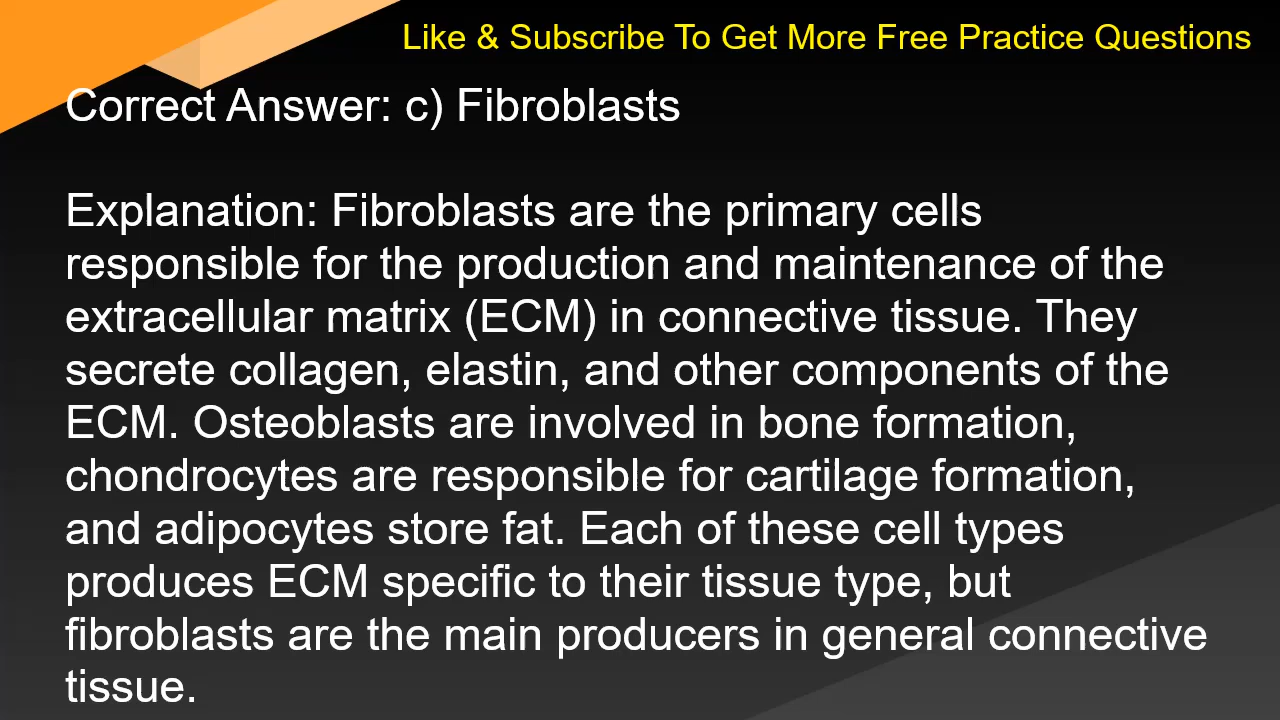 Like & Subscribe To Get More Free Practice Questions
Correct Answer: c) Fibroblasts
Explanation: Fibroblasts are the primary cells
responsible for the production and maintenance of the
extracellular matrix (ECM) in connective tissue. They
secrete collagen, elastin, and other components of the
ECM. Osteoblasts are involved in bone formation,
chondrocytes are responsible for cartilage formation,
and adipocytes store fat. Each of these cell types
produces ECM specific to their tissue type, but
fibroblasts are the main producers in general connective
tissue.